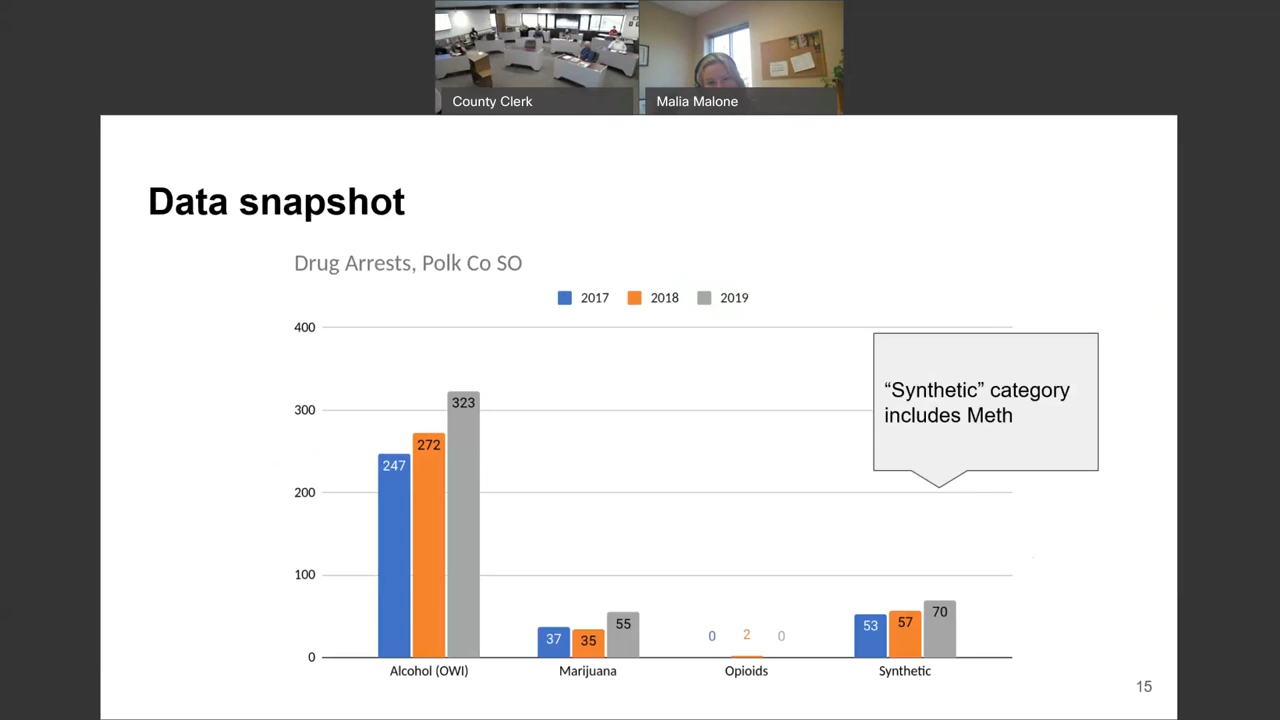 County Clerk
Malia Malone
Data snapshot
Drug Arrests, Polk Co SO
2017 2018 2019
400
300
200
100
0
247
272
323
37
35
55
0
2
0
53
57
70
“Synthetic” category
includes Meth
Alcohol (OWI)
Marijuana
Opioids
Synthetic
15